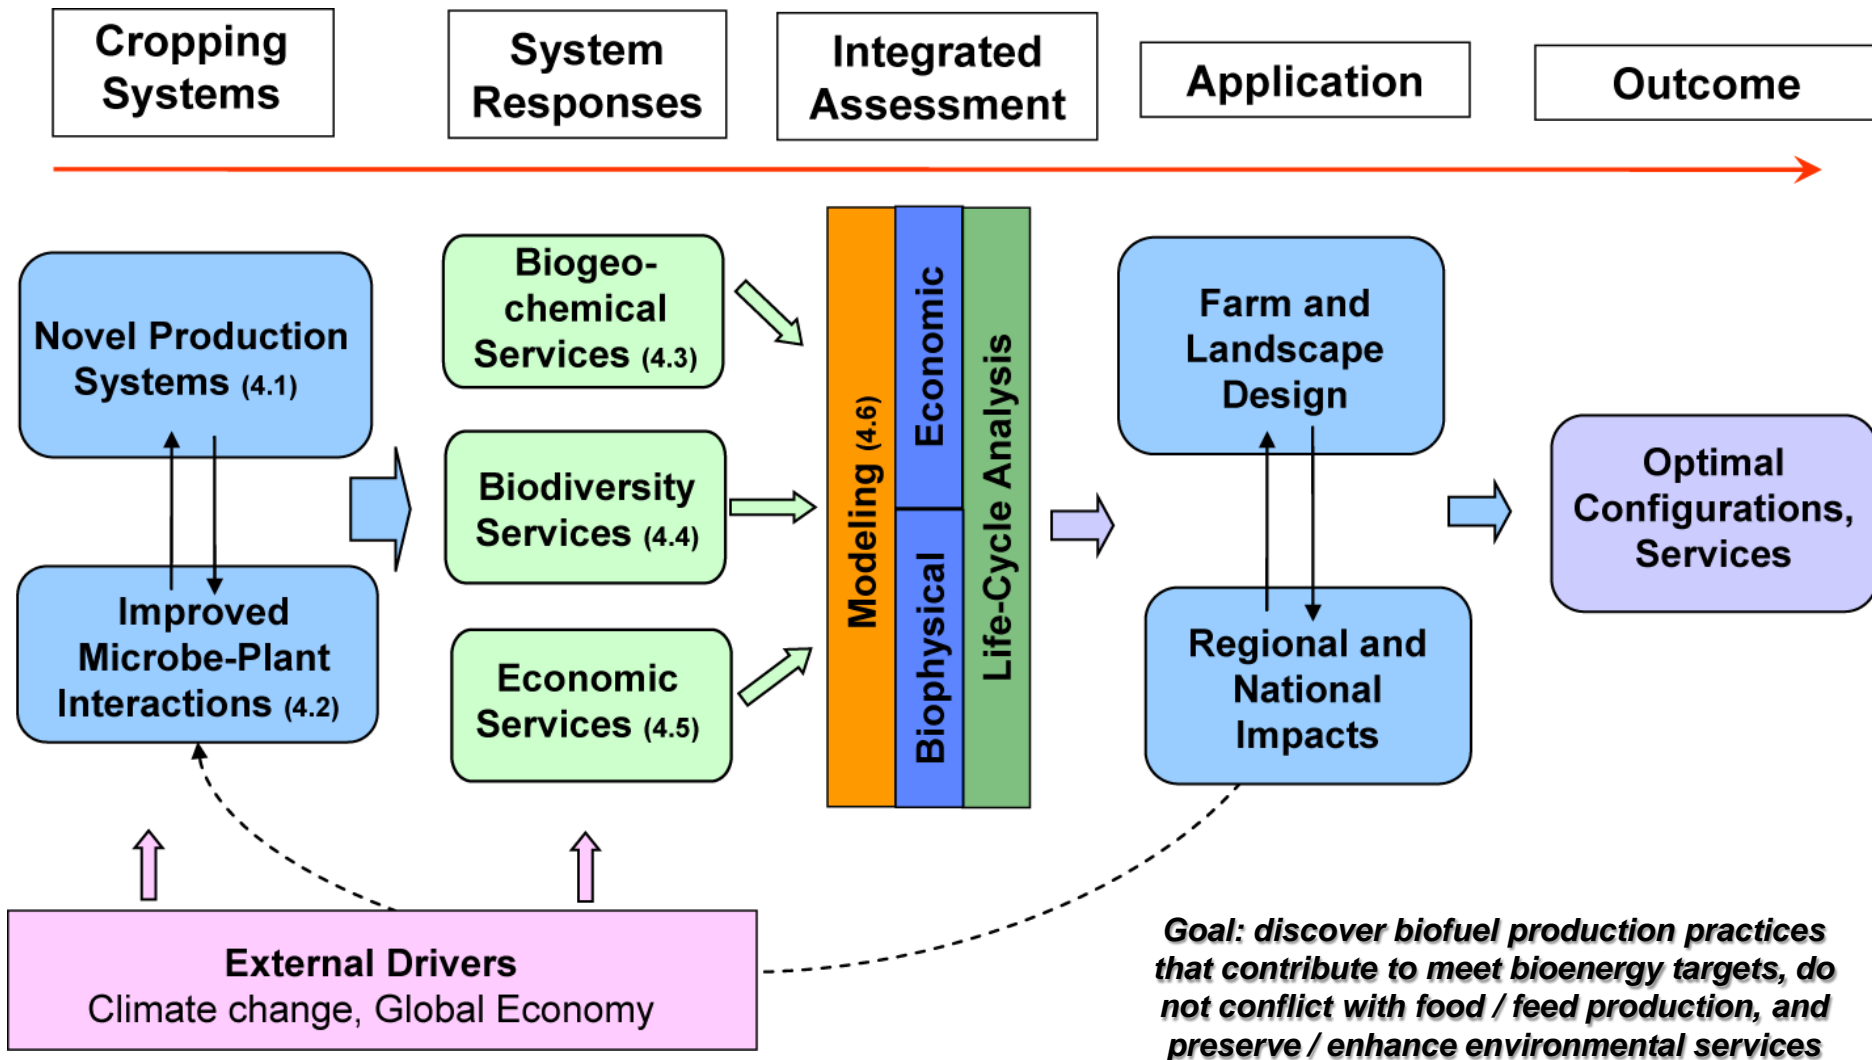 Cropping
Systems
System
Responses
Integrated
Assessment
Application
Outcome
Novel Production
Systems (4.1)
Improved
Microbe-Plant
Interactions (4.2)
Biogeo-
chemical
Services (4.3)
Biodiversity
Services (4.4)
Economic
Services (4.5)
Modeling (4.6)
Economic
Biophysical
Life-Cycle Analysis
Farm and
Landscape
Design
Regional and
National
Impacts
Optimal
Configurations,
Services
External Drivers
Climate change, Global Economy
Goal: discover biofuel production practices
that contribute to meet bioenergy targets, do
not conflict with food / feed production, and
preserve / enhance environmental services